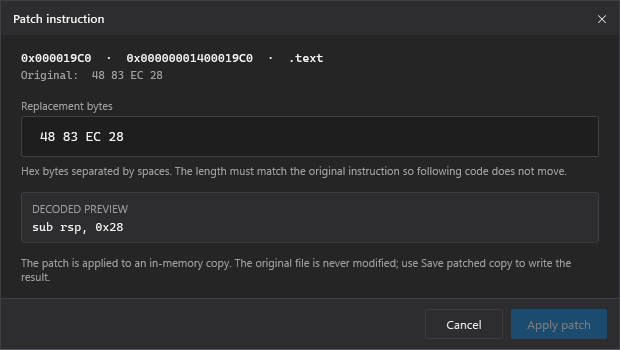 Patch instruction
0x000019C0 · 0x00000001400019C0 · .text
Original: 48 83 EC 28
Replacement bytes
48 83 EC 28
Hex bytes separated by spaces. The length must match the original instruction so following code does not move.
DECODED PREVIEW
sub rsp, 0x28
The patch is applied to an in-memory copy. The original file is never modified; use Save patched copy to write the
result.
Cancel Apply patch